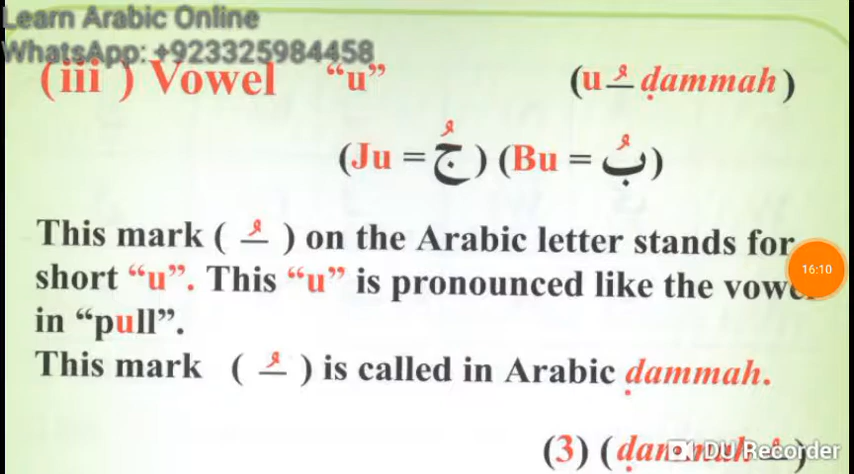 Learn Arabic Online
WhatsApp: +923325984458
(iii) Vowel “u” (u ـُ ḍammah)
(Ju = جُ) (Bu = بُ)
This mark ( ـُ ) on the Arabic letter stands for
short “u”. This “u” is pronounced like the vowel
in “pull”.
This mark ( ـُ ) is called in Arabic ḍammah.
(3) (ḍammah ـُ )
16:10
DU Recorder